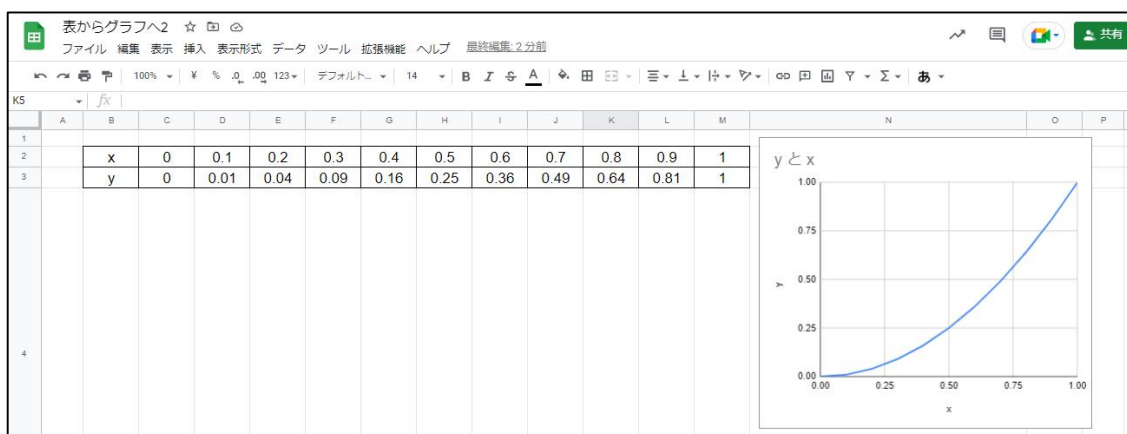 表からグラフへ2
ファイル 編集 表示 挿入 表示形式 データ ツール 拡張機能 ヘルプ 最終編集: 2 分前
共有
100% ¥ % .0 .00 123 デフォルト... 14 B I S A あ
K5 fx
A B C D E F G H I J K L M N O P
1
2 x 0 0.1 0.2 0.3 0.4 0.5 0.6 0.7 0.8 0.9 1
3 y 0 0.01 0.04 0.09 0.16 0.25 0.36 0.49 0.64 0.81 1
4
y と x
1.00
0.75
0.50
y
0.25
0.00
0.00 0.25 0.50 0.75 1.00
x